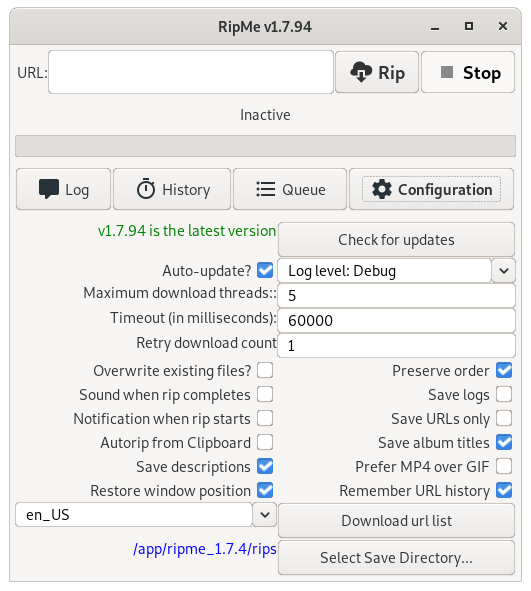 RipMe v1.7.94
URL: Rip Stop
Inactive
Log History Queue Configuration
v1.7.94 is the latest version Check for updates
Auto-update? Log level: Debug
Maximum download threads:: 5
Timeout (in milliseconds): 60000
Retry download count 1
Overwrite existing files? Preserve order
Sound when rip completes Save logs
Notification when rip starts Save URLs only
Autorip from Clipboard Save album titles
Save descriptions Prefer MP4 over GIF
Restore window position Remember URL history
en_US Download url list
/app/ripme_1.7.4/rips Select Save Directory...